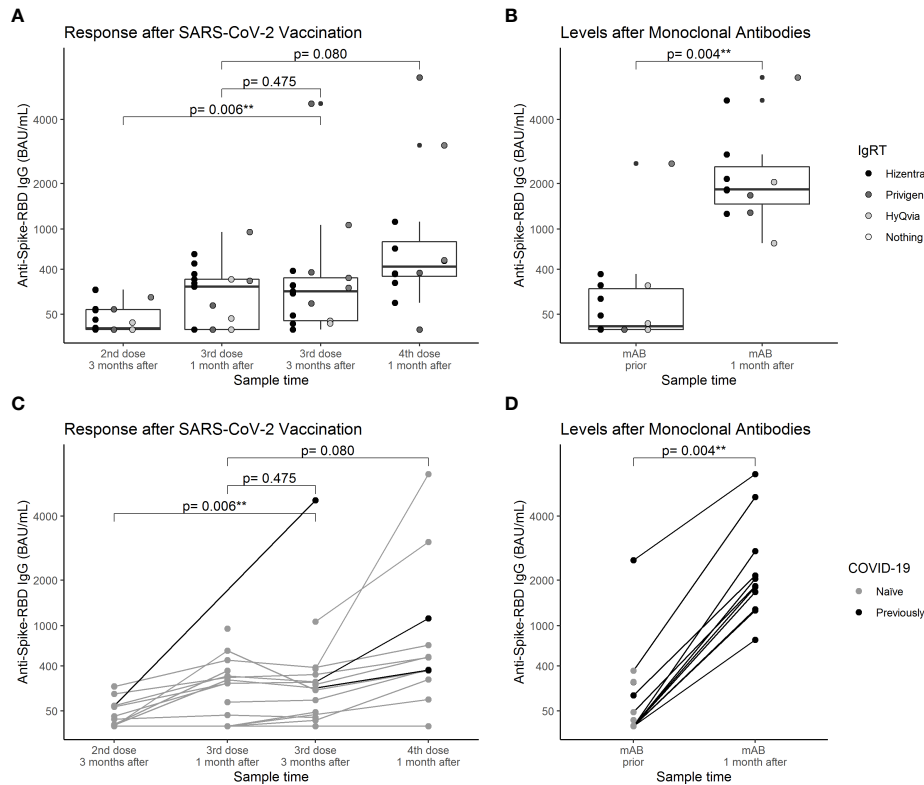 A
Response after SARS-CoV-2 Vaccination
p= 0.080
p= 0.475
p= 0.006**
Anti-Spike-RBD IgG (BAU/mL)
4000
2000
1000
400
50
2nd dose
3 months after
3rd dose
1 month after
3rd dose
3 months after
4th dose
1 month after
Sample time
B
Levels after Monoclonal Antibodies
p= 0.004**
Anti-Spike-RBD IgG (BAU/mL)
4000
2000
1000
400
50
mAB
prior
mAB
1 month after
Sample time
IgRT
Hizentra
Privigen
HyQvia
Nothing
C
Response after SARS-CoV-2 Vaccination
p= 0.080
p= 0.475
p= 0.006**
Anti-Spike-RBD IgG (BAU/mL)
4000
2000
1000
400
50
2nd dose
3 months after
3rd dose
1 month after
3rd dose
3 months after
4th dose
1 month after
Sample time
D
Levels after Monoclonal Antibodies
p= 0.004**
Anti-Spike-RBD IgG (BAU/mL)
4000
2000
1000
400
50
mAB
prior
mAB
1 month after
Sample time
COVID-19
Naïve
Previously